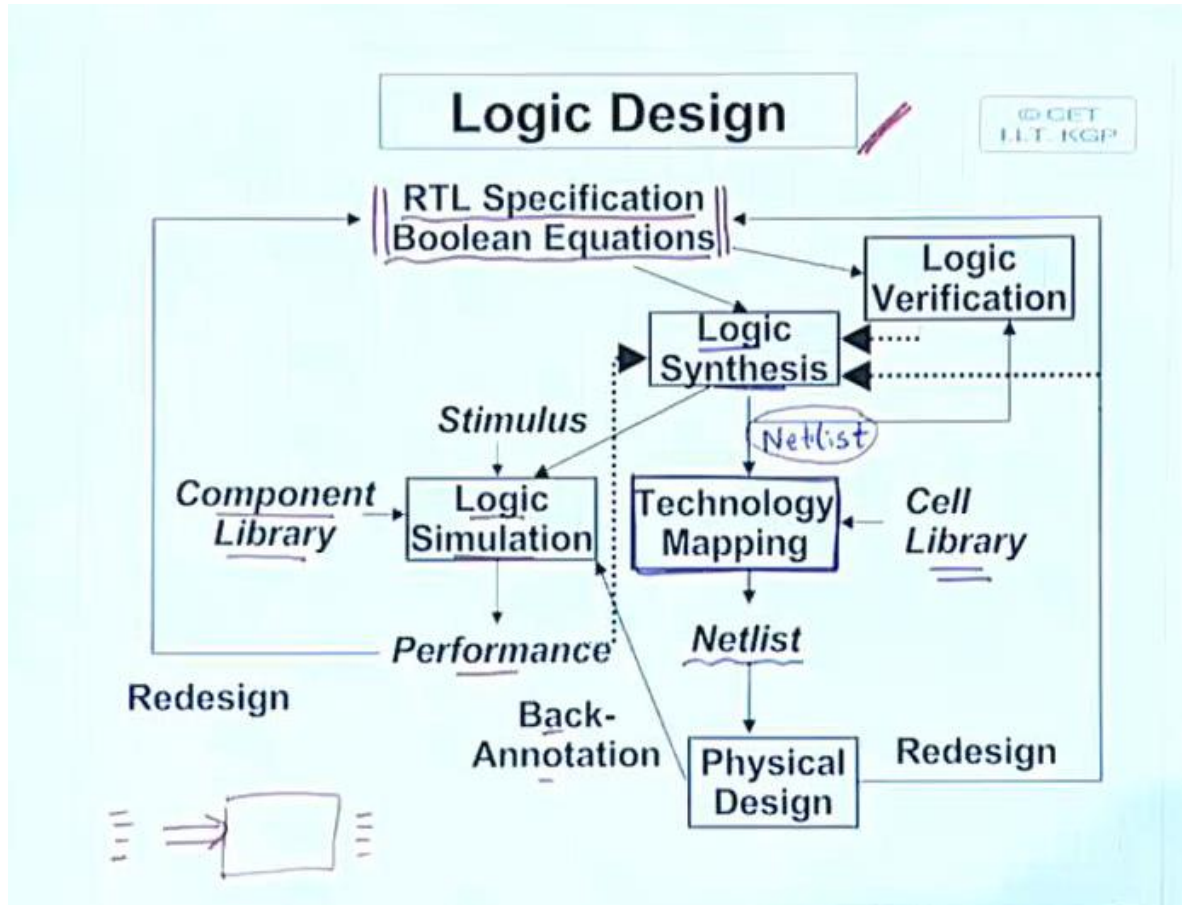 Logic Design
© CET
I.I.T. KGP
RTL Specification
Boolean Equations
Logic
Verification
Logic
Synthesis
Stimulus
Netlist
Component
Library
Logic
Simulation
Technology
Mapping
Cell
Library
Performance
Netlist
Redesign
Back-
Annotation
Physical
Design
Redesign